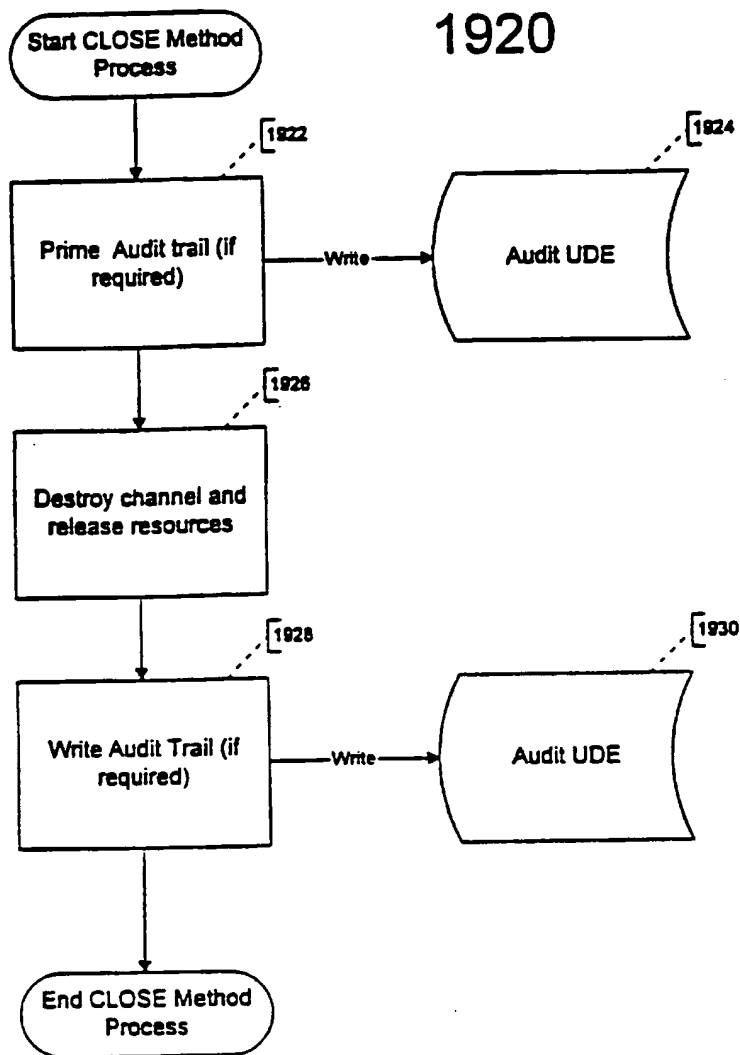 1920
Start CLOSE Method
Process
1922
1924
Prime Audit trail (if
required)
Write
Audit UDE
1926
Destroy channel and
release resources
1928
1930
Write Audit Trail (if
required)
Write
Audit UDE
End CLOSE Method
Process